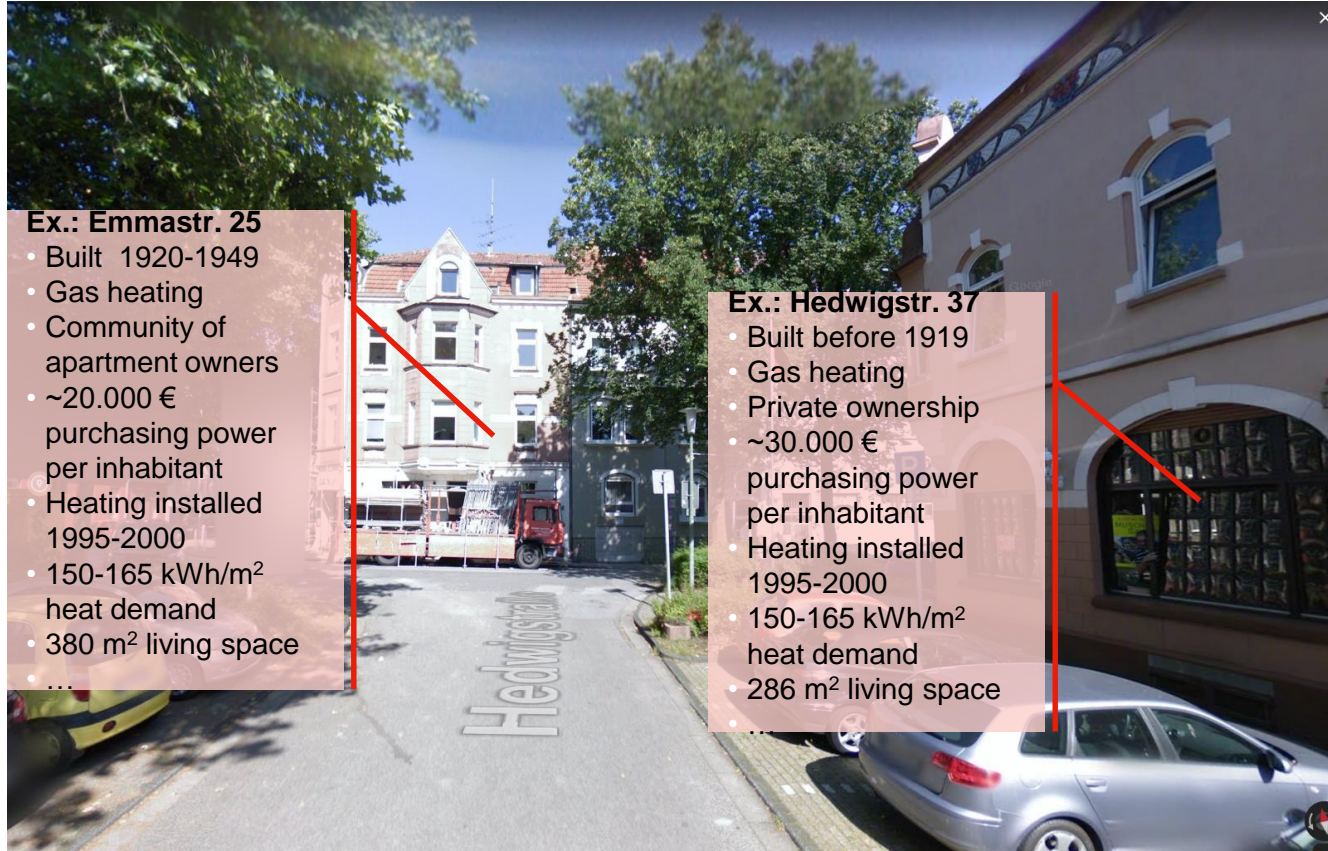 Ex.: Emmastr. 25
• Built 1920-1949
• Gas heating
• Community of
apartment owners
• ~20.000 €
purchasing power
per inhabitant
• Heating installed
1995-2000
• 150-165 kWh/m²
heat demand
• 380 m² living space
• …
Ex.: Hedwigstr. 37
• Built before 1919
• Gas heating
• Private ownership
• ~30.000 €
purchasing power
per inhabitant
• Heating installed
1995-2000
• 150-165 kWh/m²
heat demand
• 286 m² living space
• …
Hedwigstraße
Google